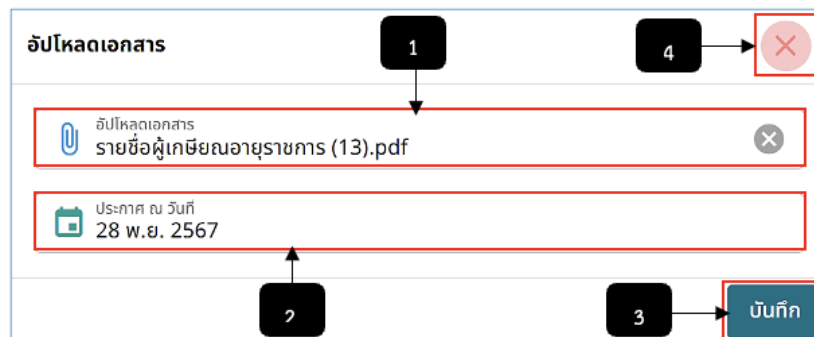 อัปโหลดเอกสาร
1
4
อัปโหลดเอกสาร
รายชื่อผู้เกษียณอายุราชการ (13).pdf
ประกาศ ณ วันที่
28 พ.ย. 2567
2
3
บันทึก